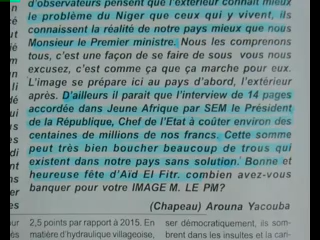 d'observateurs pensent que l'extérieur connait mieux
le problème du Niger que ceux qui y vivent, ils
connaissent la réalité de notre pays mieux que nous
Monsieur le Premier ministre. Nous les comprenons
tous, c'est une façon de se faire de sous vous nous
excusez, c'est comme ça que ça marche pour eux.
L'image se prépare ici au pays d'abord, l'extérieur
après. D'ailleurs il parait que l'interview de 14 pages
accordée dans Jeune Afrique par SEM le Président
de la République, Chef de l'Etat à coûter environ des
centaines de millions de nos francs. Cette somme
peut très bien boucher beaucoup de trous qui
existent dans notre pays sans solution. Bonne et
heureuse fête d'Aïd El Fitr. combien avez-vous
banquer pour votre IMAGE M. LE PM?
(Chapeau) Arouna Yacouba
2,5 points par rapport à 2015. En
matière d'hydraulique villageoise,
ser démocratiquement, ils som-
brent dans les insultes et la cari-